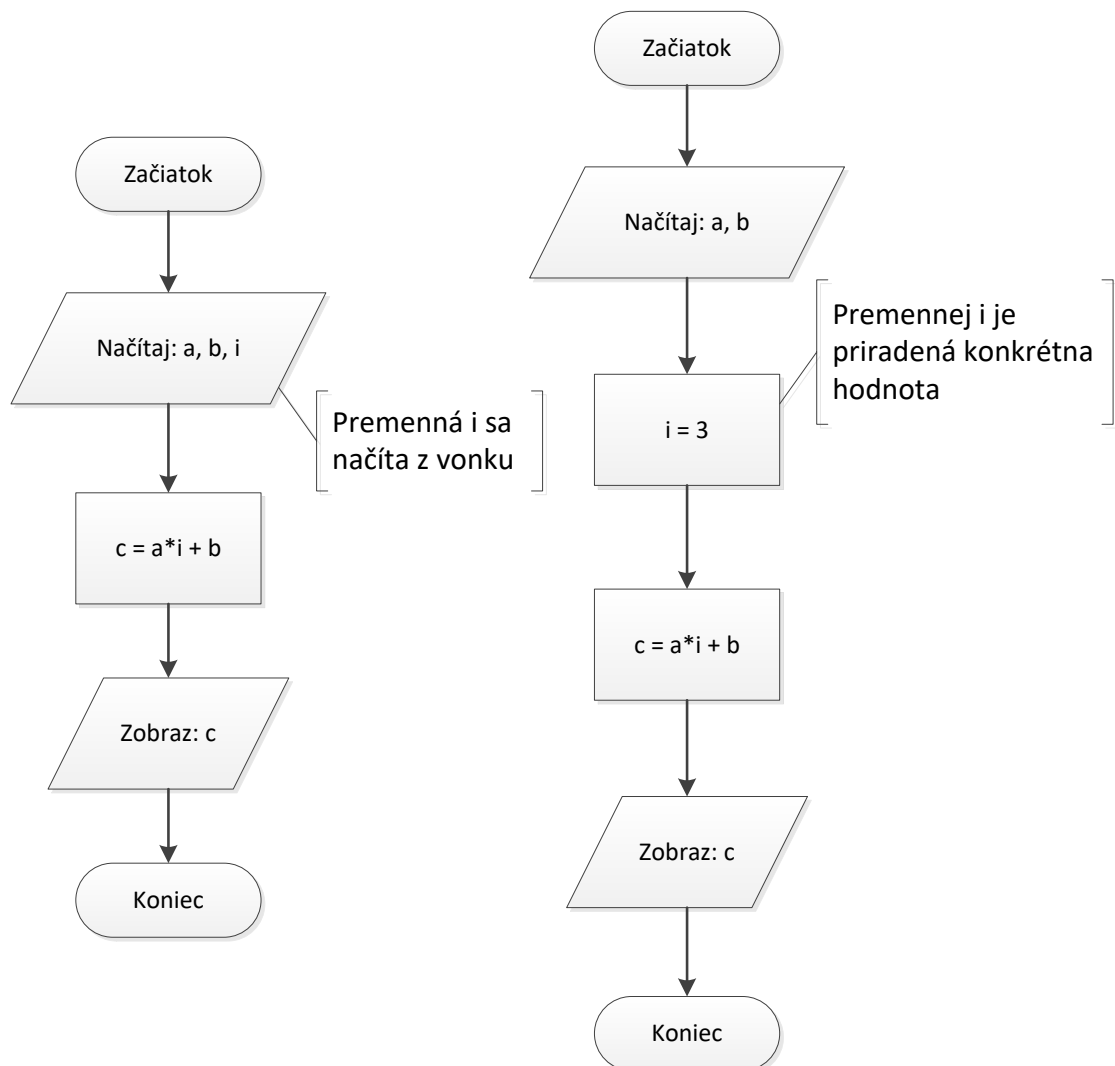 Začiatok
Načítaj: a, b, i
Premenná i sa
načíta z vonku
c = a*i + b
Zobraz: c
Koniec
Začiatok
Načítaj: a, b
Premennej i je
priradená konkrétna
hodnota
i = 3
c = a*i + b
Zobraz: c
Koniec